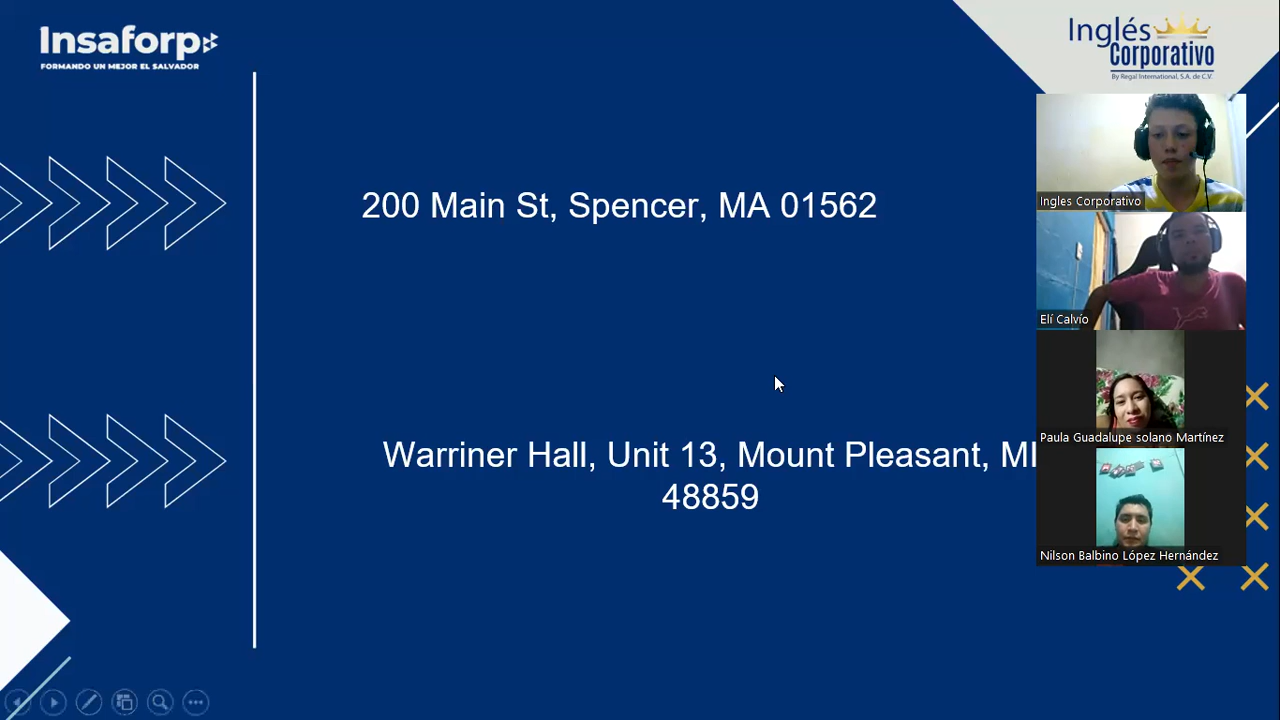 Insaforp
FORMANDO UN MEJOR EL SALVADOR
Inglés
Corporativo
By Regal International, S.A. de C.V.
200 Main St, Spencer, MA 01562
Warriner Hall, Unit 13, Mount Pleasant, MI
48859
Ingles Corporativo
Elí Calvío
Paula Guadalupe solano Martínez
Nilson Balbino López Hernández